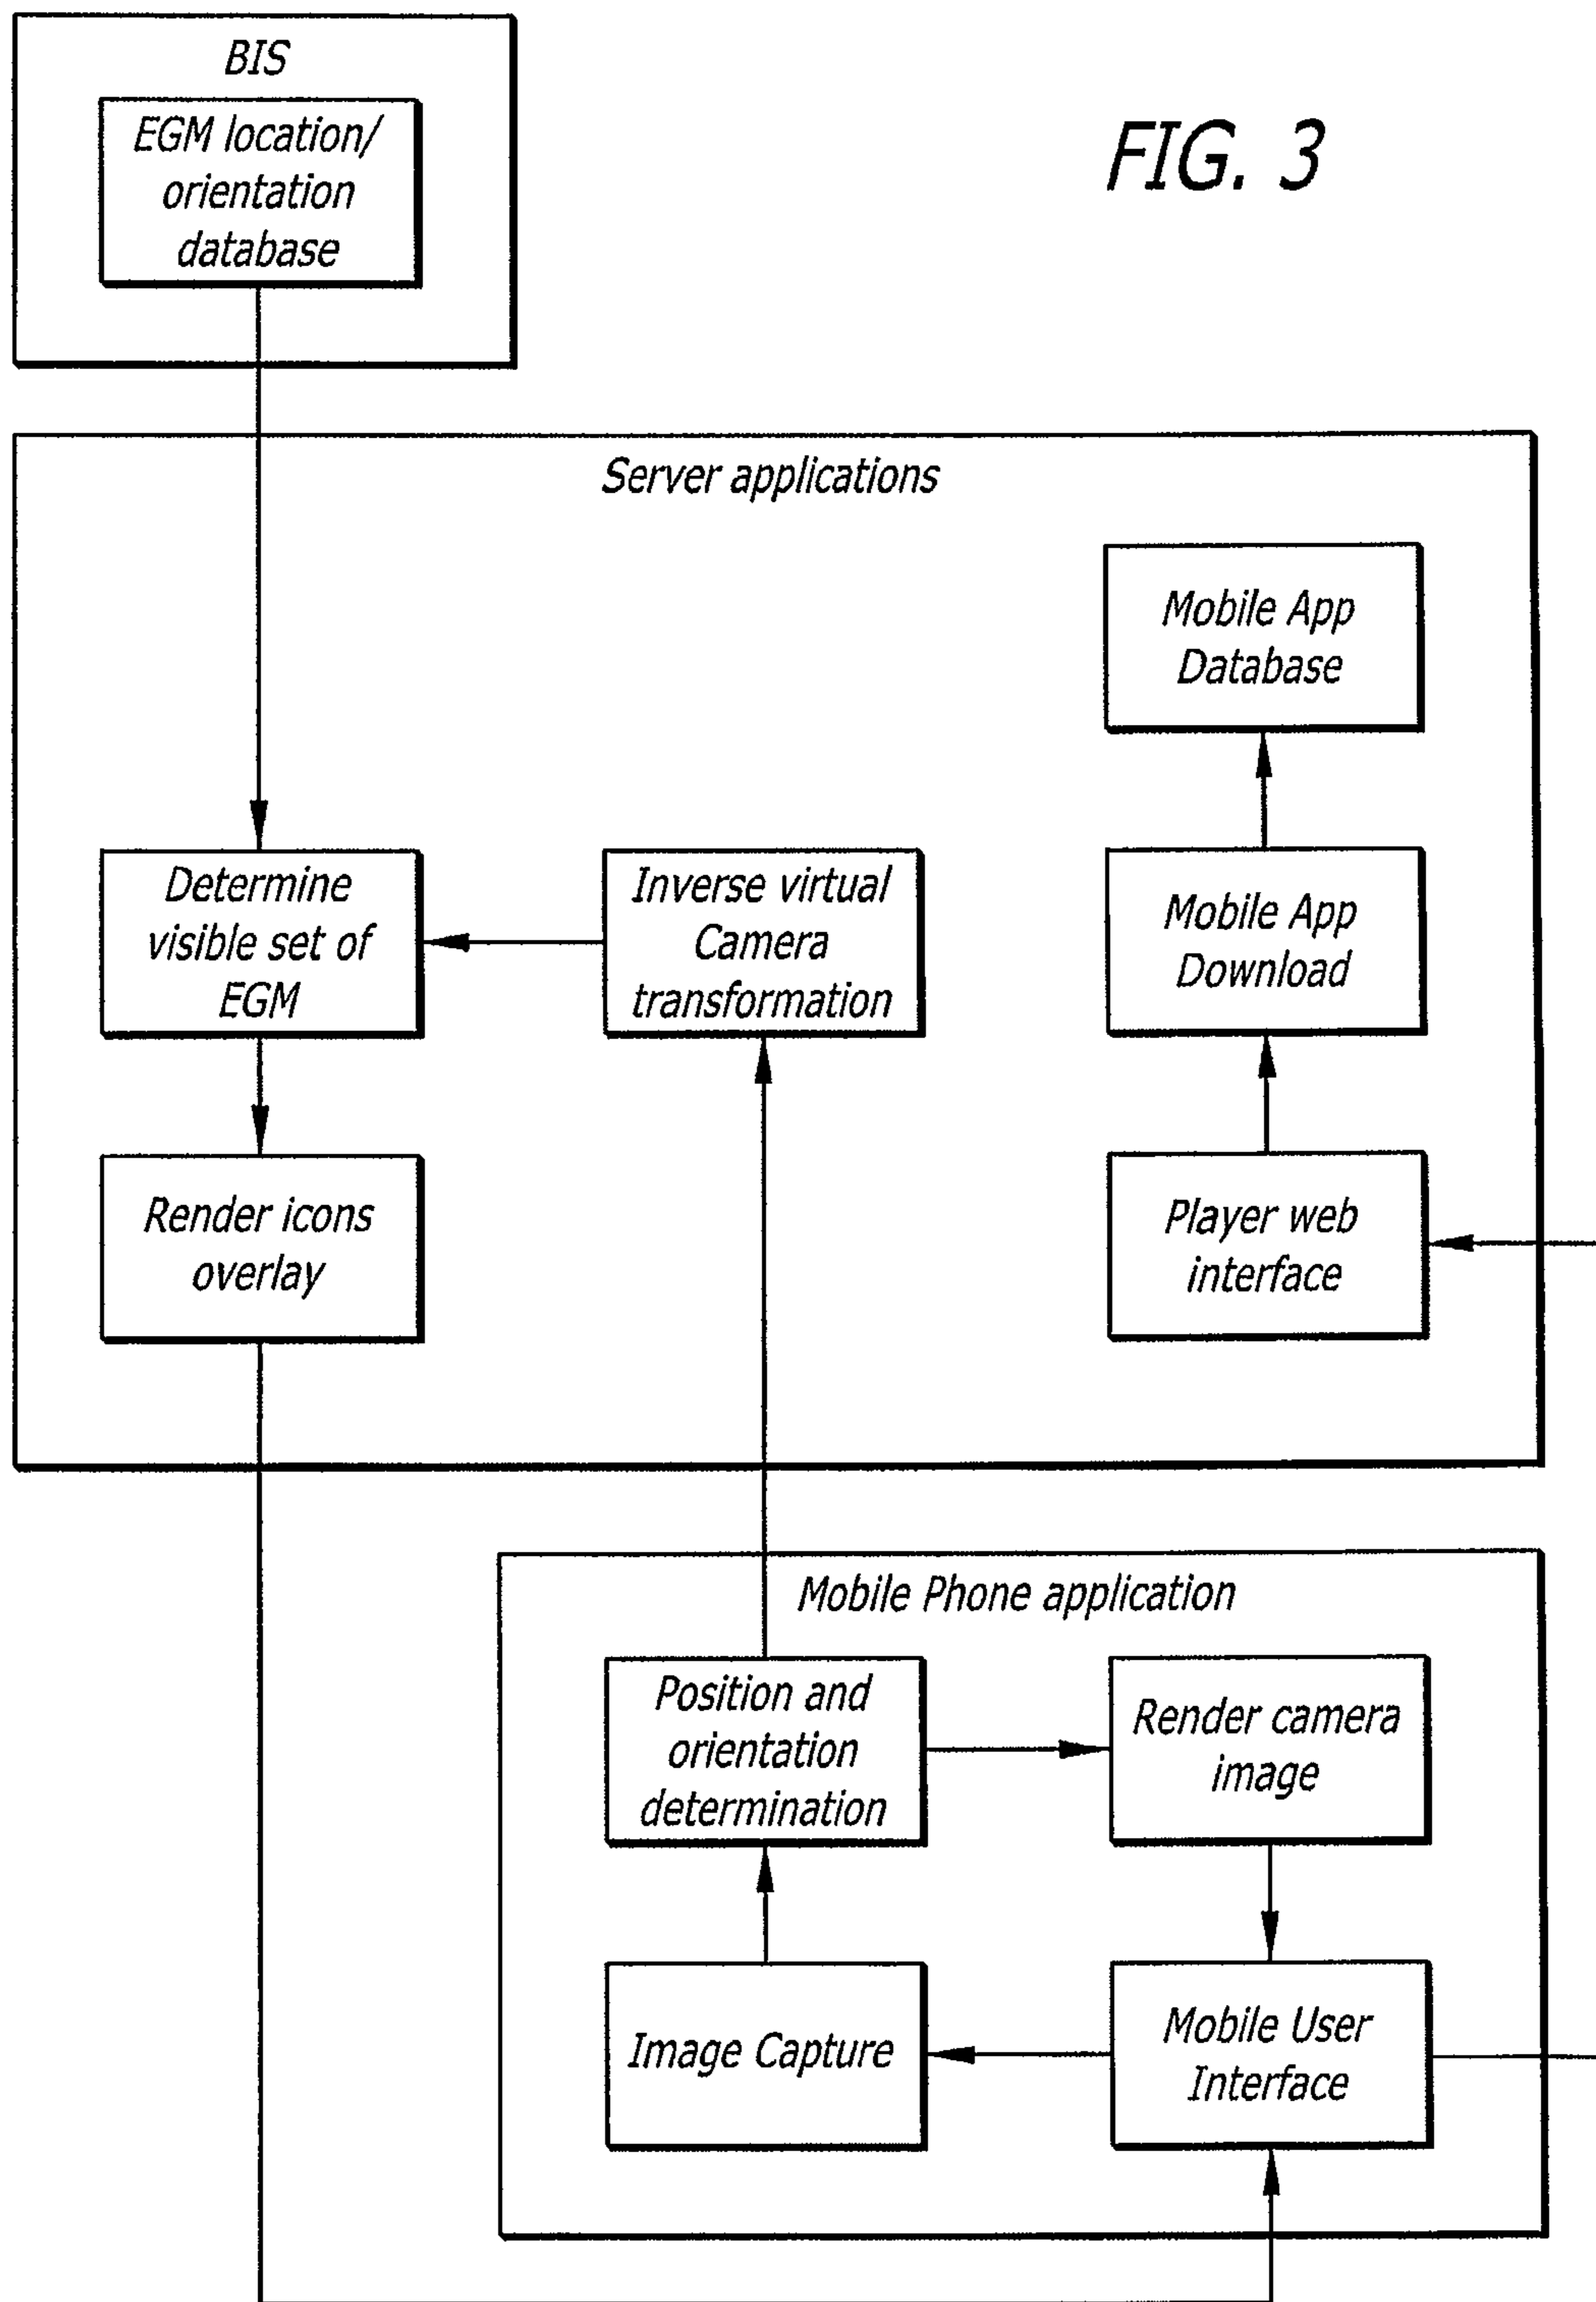 BIS
EGM location/
orientation
database
FIG. 3
Server applications
Mobile App
Database
Determine
visible set of
EGM
Inverse virtual
Camera
transformation
Mobile App
Download
Render icons
overlay
Player web
interface
Mobile Phone application
Position and
orientation
determination
Render camera
image
Image Capture
Mobile User
Interface